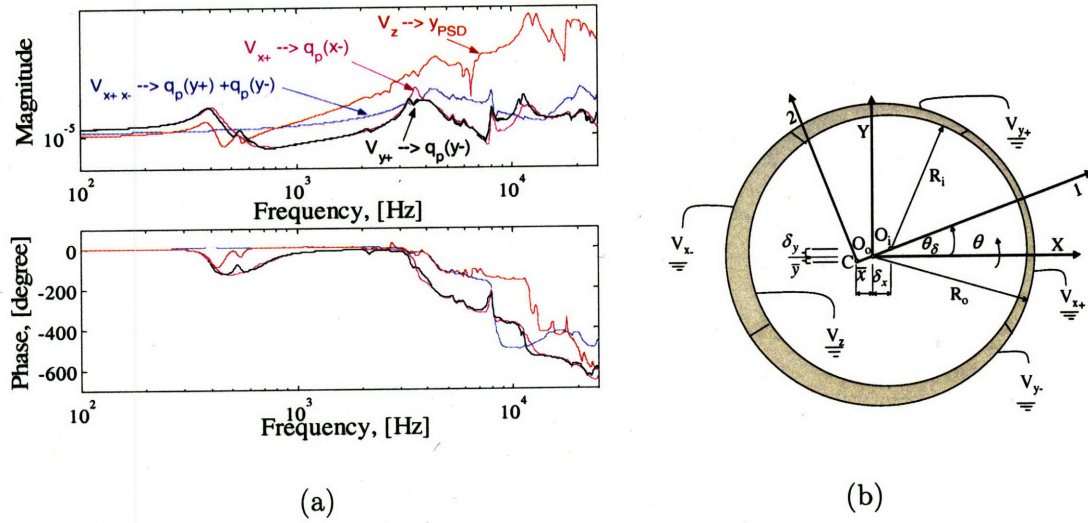 Magnitude
V_z --> y_PSD
V_x+ --> q_p(x-)
V_x+ x- --> q_p(y+) +q_p(y-)
V_y+ --> q_p(y-)
10^-5
10^2
10^3
10^4
Frequency, [Hz]
Phase, [degree]
0
-200
-400
-600
10^2
10^3
10^4
Frequency, [Hz]
(a)
2
Y
V_y+
R_i
1
V_x-
δ_y
ȳ
O_o
O_i
C
θ_δ
θ
X
x̄
δ_x
R_o
V_x+
V_z
V_y-
(b)